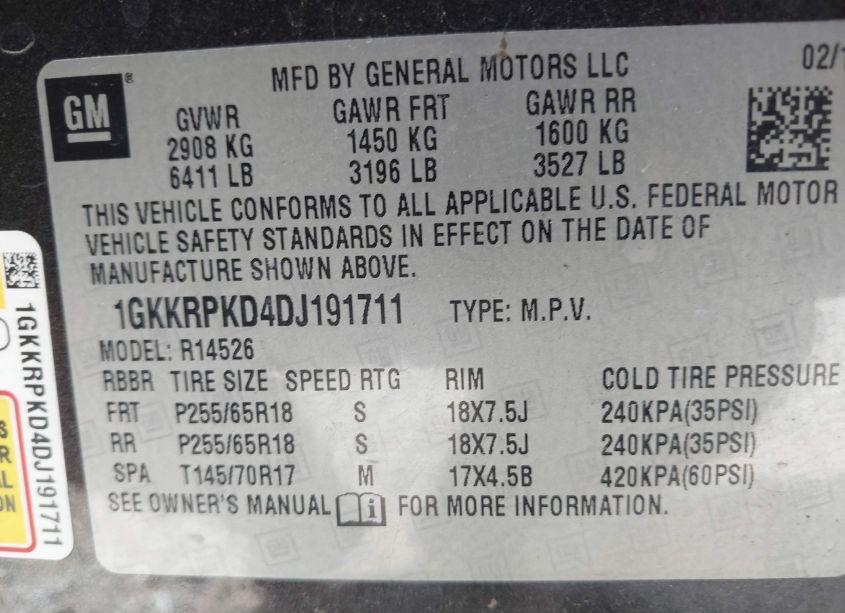 MFD BY GENERAL MOTORS LLC 02/1
GM ®
GVWR GAWR FRT GAWR RR
2908 KG 1450 KG 1600 KG
6411 LB 3196 LB 3527 LB
THIS VEHICLE CONFORMS TO ALL APPLICABLE U.S. FEDERAL MOTOR
VEHICLE SAFETY STANDARDS IN EFFECT ON THE DATE OF
MANUFACTURE SHOWN ABOVE.
1GKKRPKD4DJ191711 TYPE: M.P.V.
MODEL: R14526
RBBR TIRE SIZE SPEED RTG RIM COLD TIRE PRESSURE
FRT P255/65R18 S 18X7.5J 240KPA(35PSI)
RR P255/65R18 S 18X7.5J 240KPA(35PSI)
SPA T145/70R17 M 17X4.5B 420KPA(60PSI)
SEE OWNER'S MANUAL FOR MORE INFORMATION.
1GKKRPKD4DJ191711
S
R
AL
ON